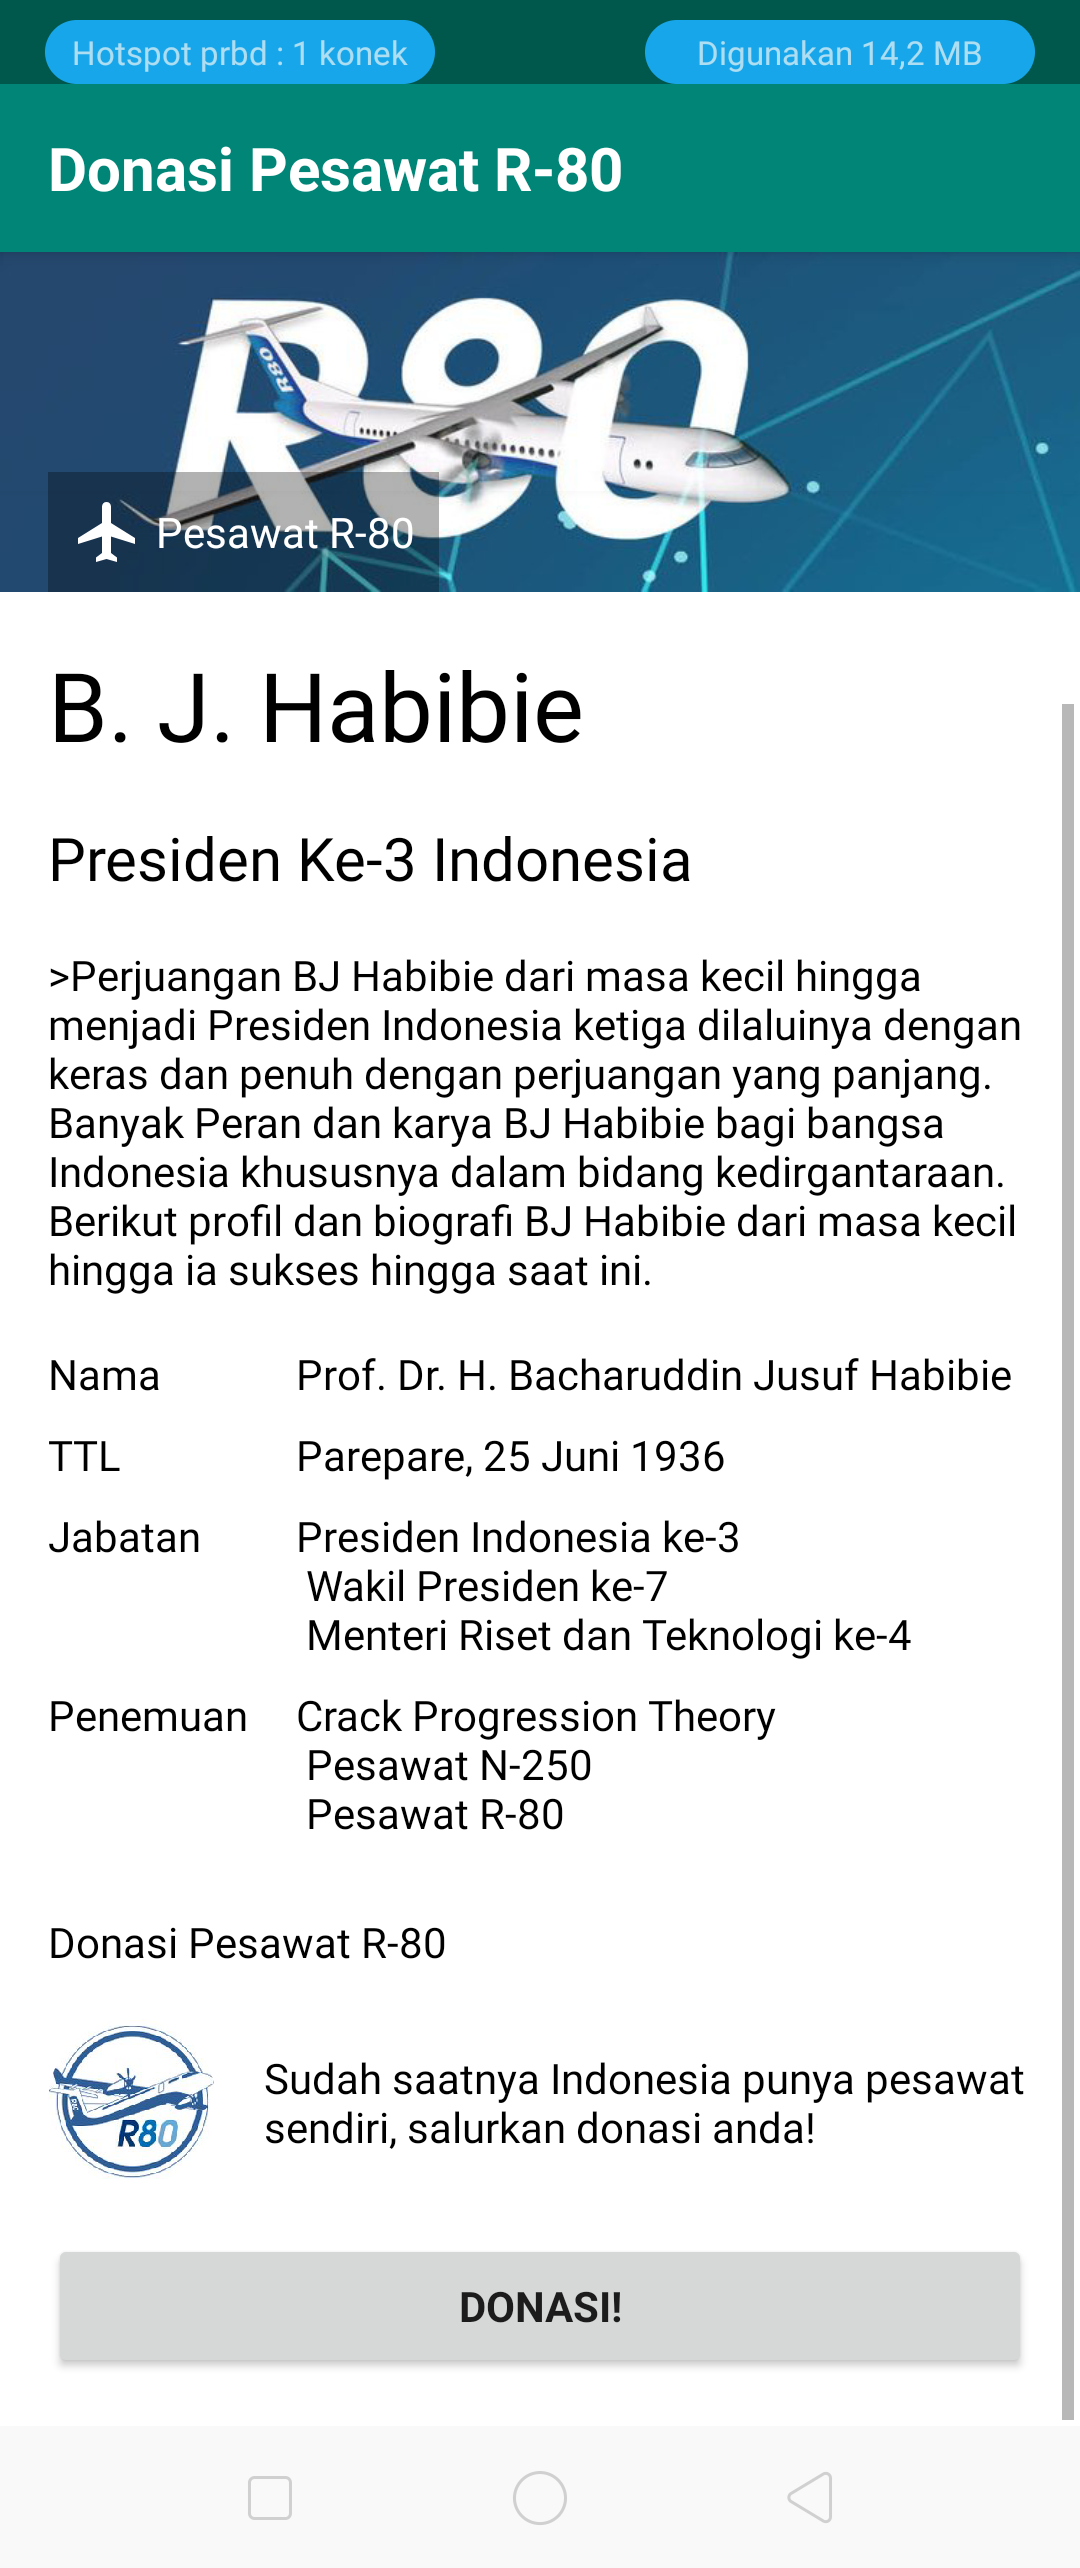 Hotspot prbd : 1 konek
Digunakan 14,2 MB
Donasi Pesawat R-80
R80
R80
Pesawat R-80
B. J. Habibie
Presiden Ke-3 Indonesia
>Perjuangan BJ Habibie dari masa kecil hingga
menjadi Presiden Indonesia ketiga dilaluinya dengan
keras dan penuh dengan perjuangan yang panjang.
Banyak Peran dan karya BJ Habibie bagi bangsa
Indonesia khususnya dalam bidang kedirgantaraan.
Berikut profil dan biografi BJ Habibie dari masa kecil
hingga ia sukses hingga saat ini.
Nama Prof. Dr. H. Bacharuddin Jusuf Habibie
TTL Parepare, 25 Juni 1936
Jabatan Presiden Indonesia ke-3
Wakil Presiden ke-7
Menteri Riset dan Teknologi ke-4
Penemuan Crack Progression Theory
Pesawat N-250
Pesawat R-80
Donasi Pesawat R-80
R80
Sudah saatnya Indonesia punya pesawat
sendiri, salurkan donasi anda!
DONASI!